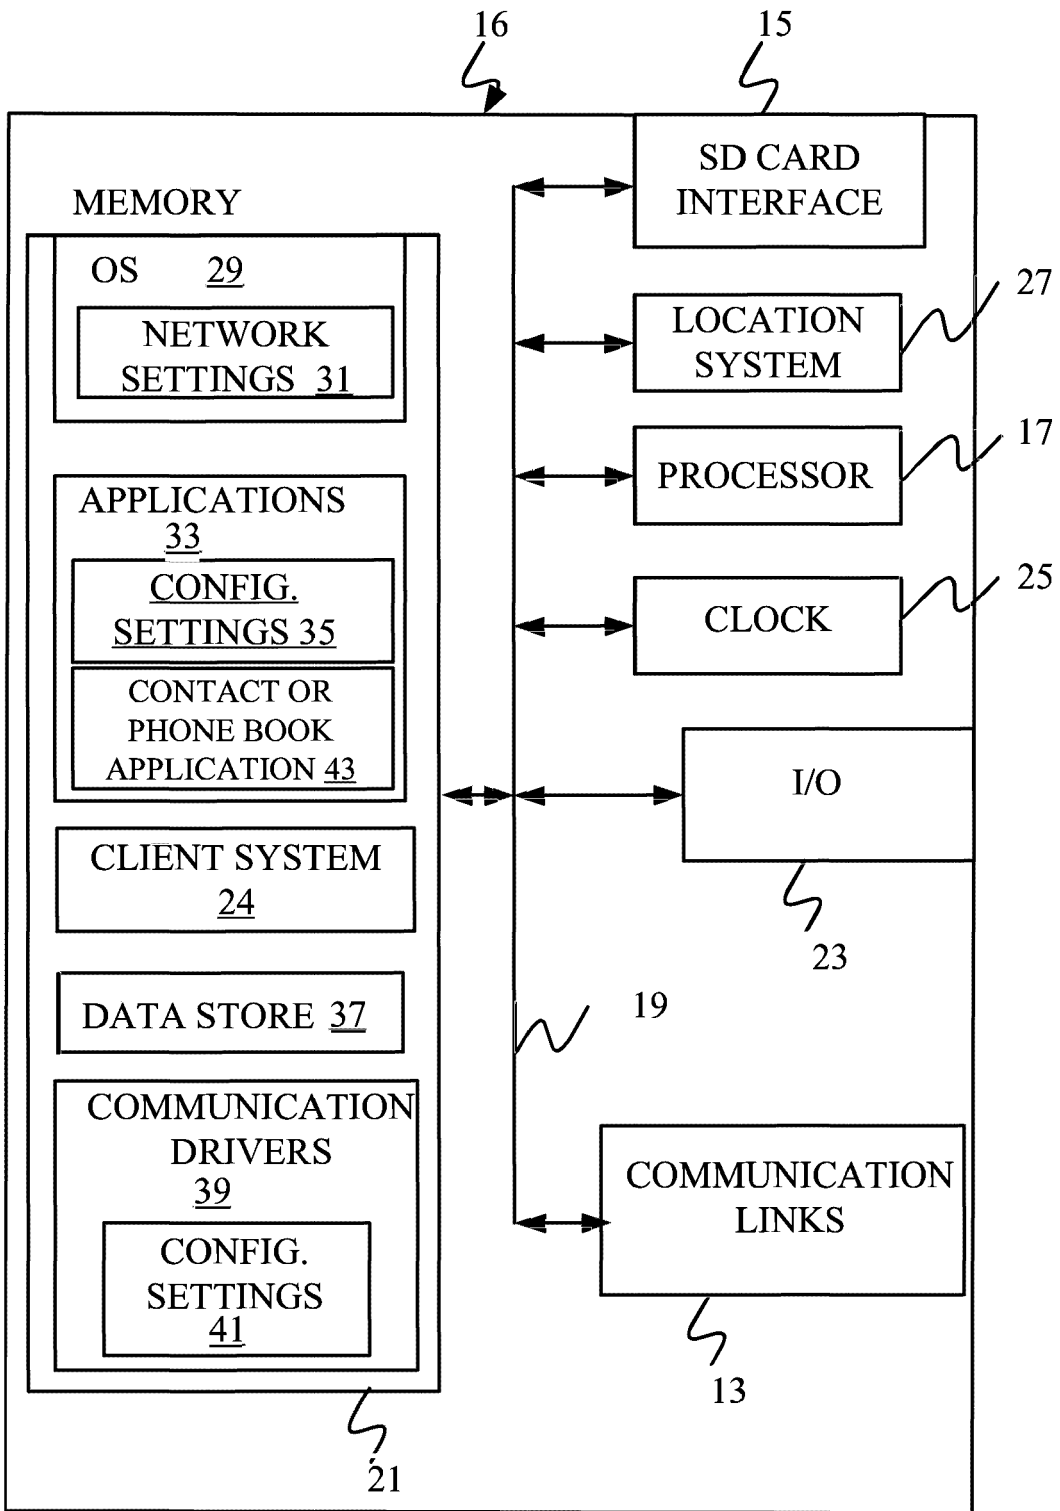 16
15
SD CARD
INTERFACE
MEMORY
OS 29
NETWORK
SETTINGS 31
27
LOCATION
SYSTEM
17
PROCESSOR
APPLICATIONS
33
CONFIG.
SETTINGS 35
CONTACT OR
PHONE BOOK
APPLICATION 43
25
CLOCK
I/O
23
CLIENT SYSTEM
24
DATA STORE 37
19
COMMUNICATION
DRIVERS
39
CONFIG.
SETTINGS
41
COMMUNICATION
LINKS
13
21